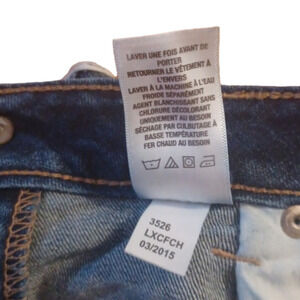 LAVER UNE FOIS AVANT DE
PORTER
RETOURNER LE VÊTEMENT À
L'ENVERS
LAVER À LA MACHINE À L'EAU
FROIDE SÉPARÉMENT
AGENT BLANCHISSANT SANS
CHLORURE DÉCOLORANT
UNIQUEMENT AU BESOIN
SÉCHAGE PAR CULBUTAGE À
BASSE TEMPÉRATURE
FER CHAUD AU BESOIN
3526
LXCFCH
03/2015